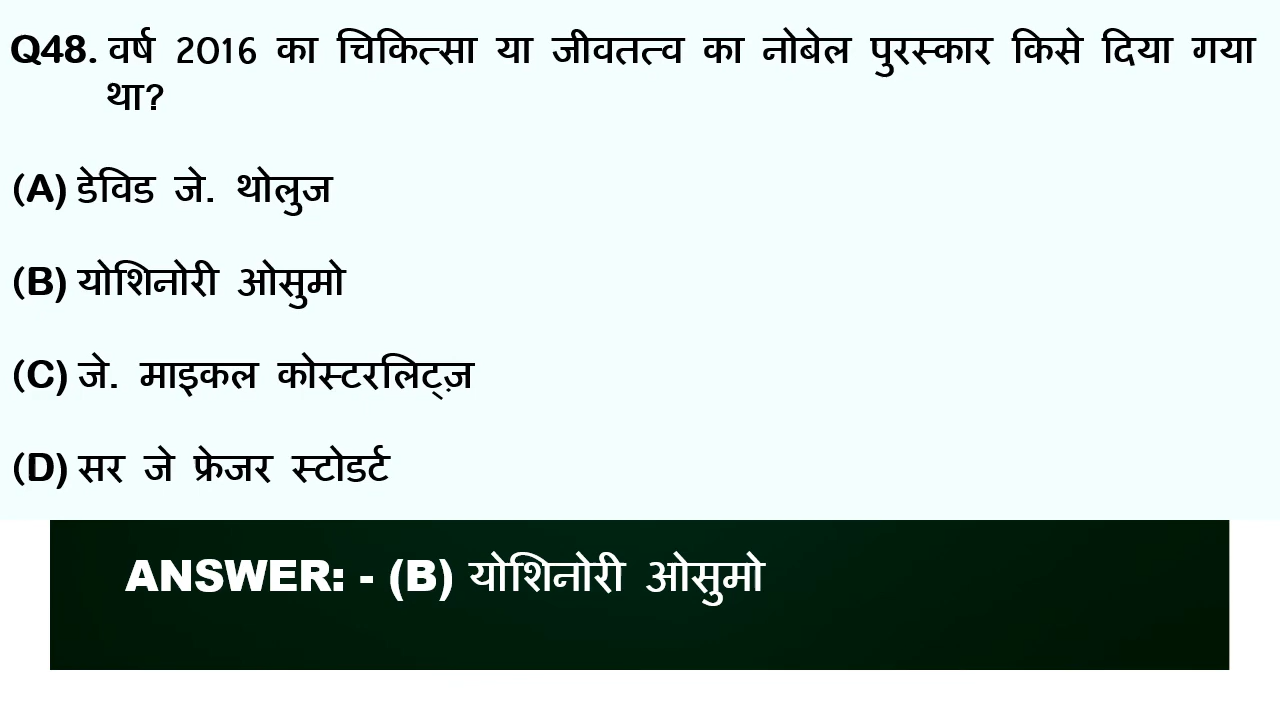 Q48. वर्ष 2016 का चिकित्सा या जीवतत्व का नोबेल पुरस्कार किसे दिया गया
था?
(A) डेविड जे. थोलुज
(B) योशिनोरी ओसुमो
(C) जे. माइकल कोस्टरलिट्ज़
(D) सर जे फ्रेजर स्टोडर्ट
ANSWER: - (B) योशिनोरी ओसुमो